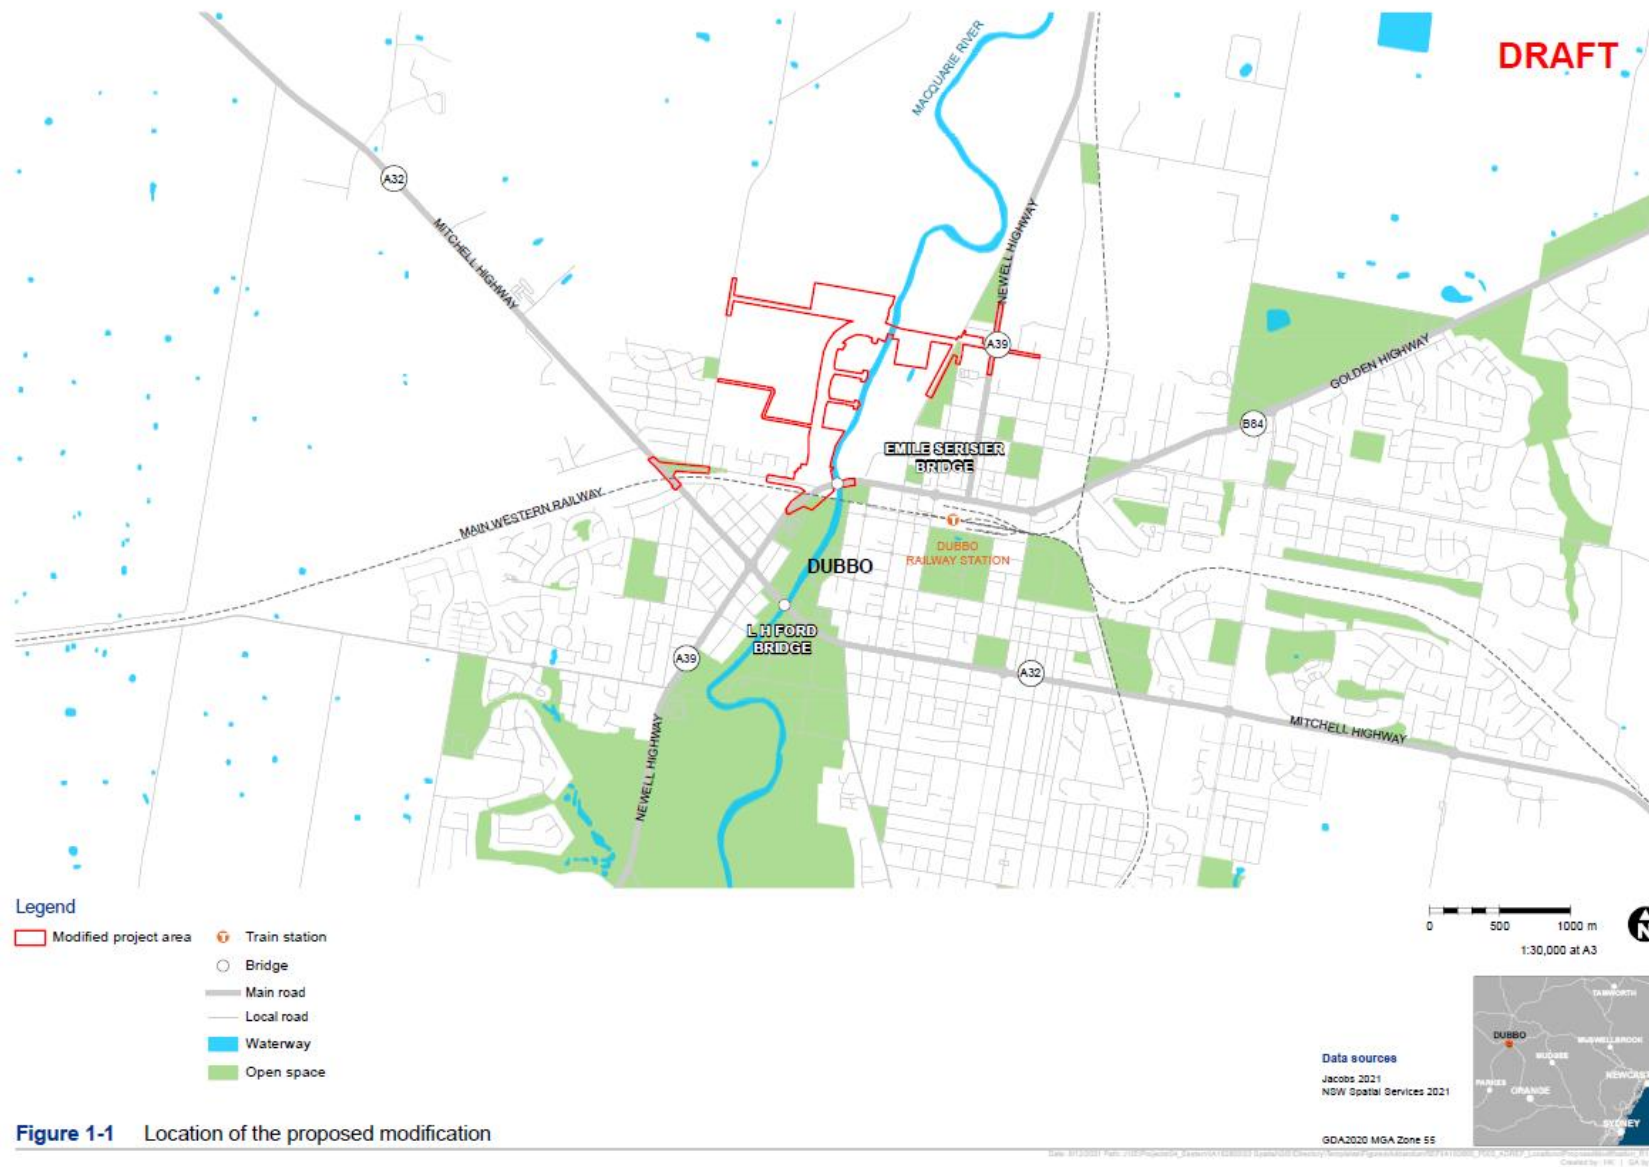 DRAFT
MACQUARIE RIVER
A32
MITCHELL HIGHWAY
NEWELL HIGHWAY
A39
GOLDEN HIGHWAY
B84
EMILE SERISIER
BRIDGE
MAIN WESTERN RAILWAY
DUBBO
RAILWAY STATION
DUBBO
L H FORD
BRIDGE
A39
A32
MITCHELL HIGHWAY
NEWELL HIGHWAY
Legend
Modified project area
Train station
Bridge
Main road
Local road
Waterway
Open space
0 500 1000 m
1:30,000 at A3
N
TAMWORTH
DUBBO
MUSWELLBROOK
MUDGEE
PARKES
ORANGE
SYDNEY
Data sources
Jacobs 2021
NSW Spatial Services 2021
GDA2020 MGA Zone 55
Figure 1-1 Location of the proposed modification